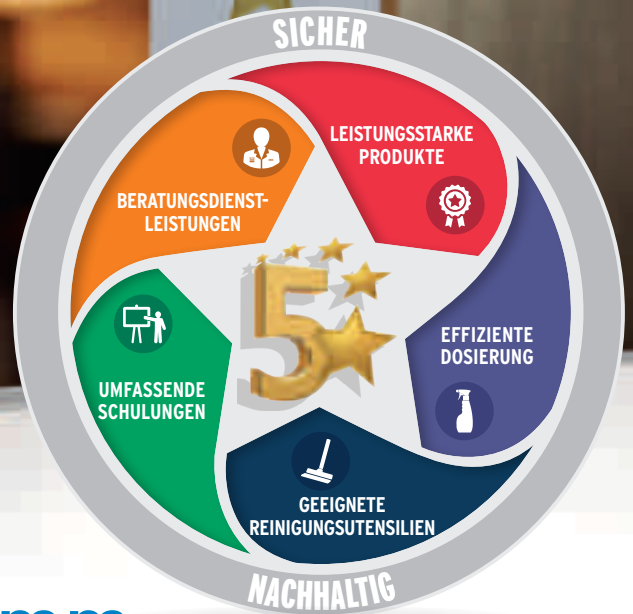 SICHER
LEISTUNGSSTARKE
PRODUKTE
BERATUNGSDIENST-
LEISTUNGEN
5
EFFIZIENTE
DOSIERUNG
UMFASSENDE
SCHULUNGEN
GEEIGNETE
REINIGUNGSUTENSILIEN
NACHHALTIG